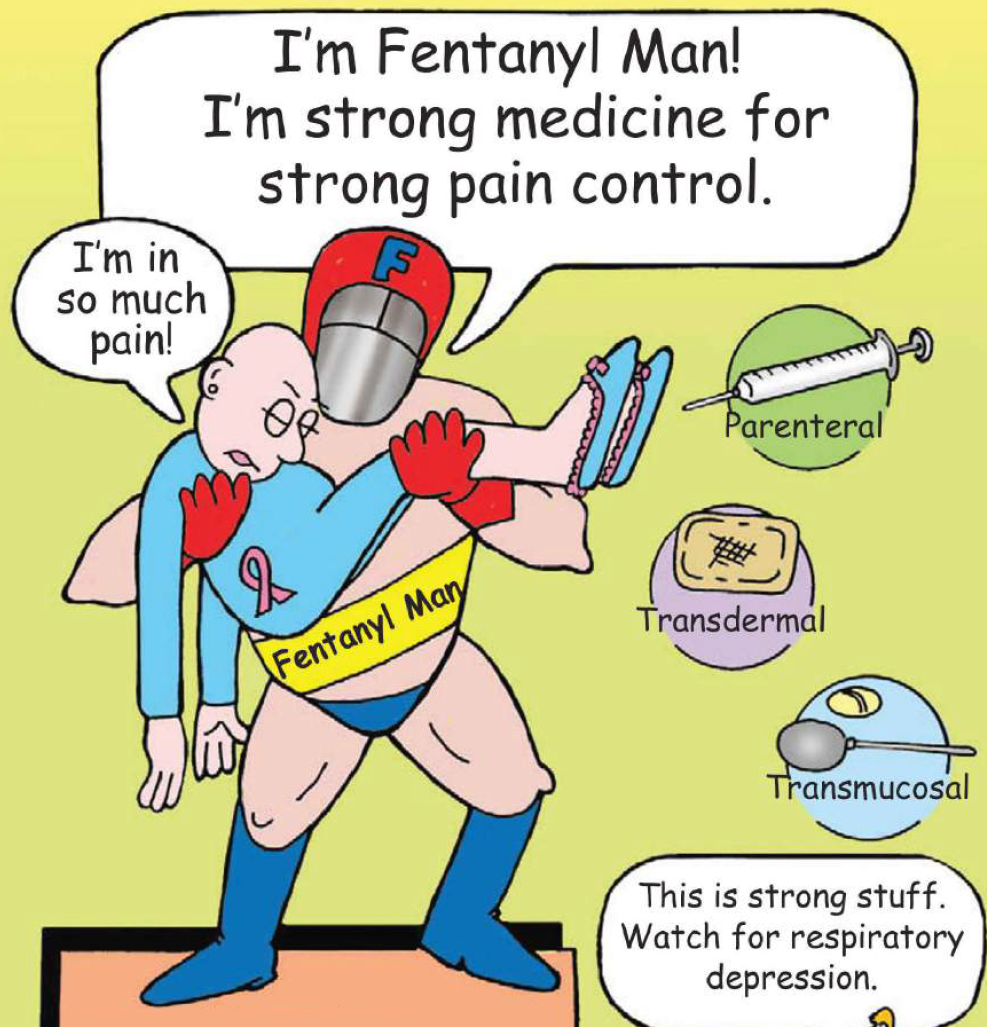 I'm Fentanyl Man!
I'm strong medicine for
strong pain control.
I'm in
so much
pain!
F
Parenteral
Transdermal
Fentanyl Man
Transmucosal
This is strong stuff.
Watch for respiratory
depression.